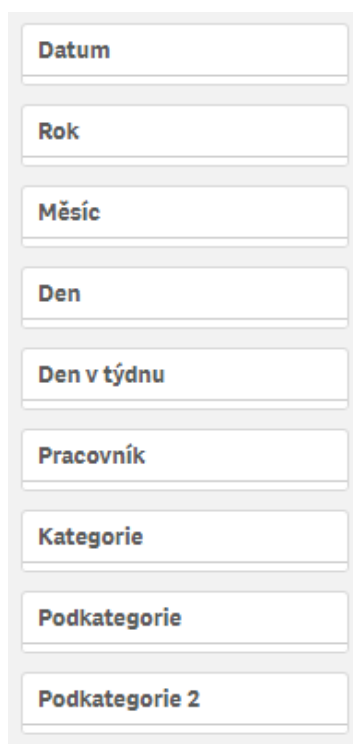 Datum
Rok
Měsíc
Den
Den v týdnu
Pracovník
Kategorie
Podkategorie
Podkategorie 2